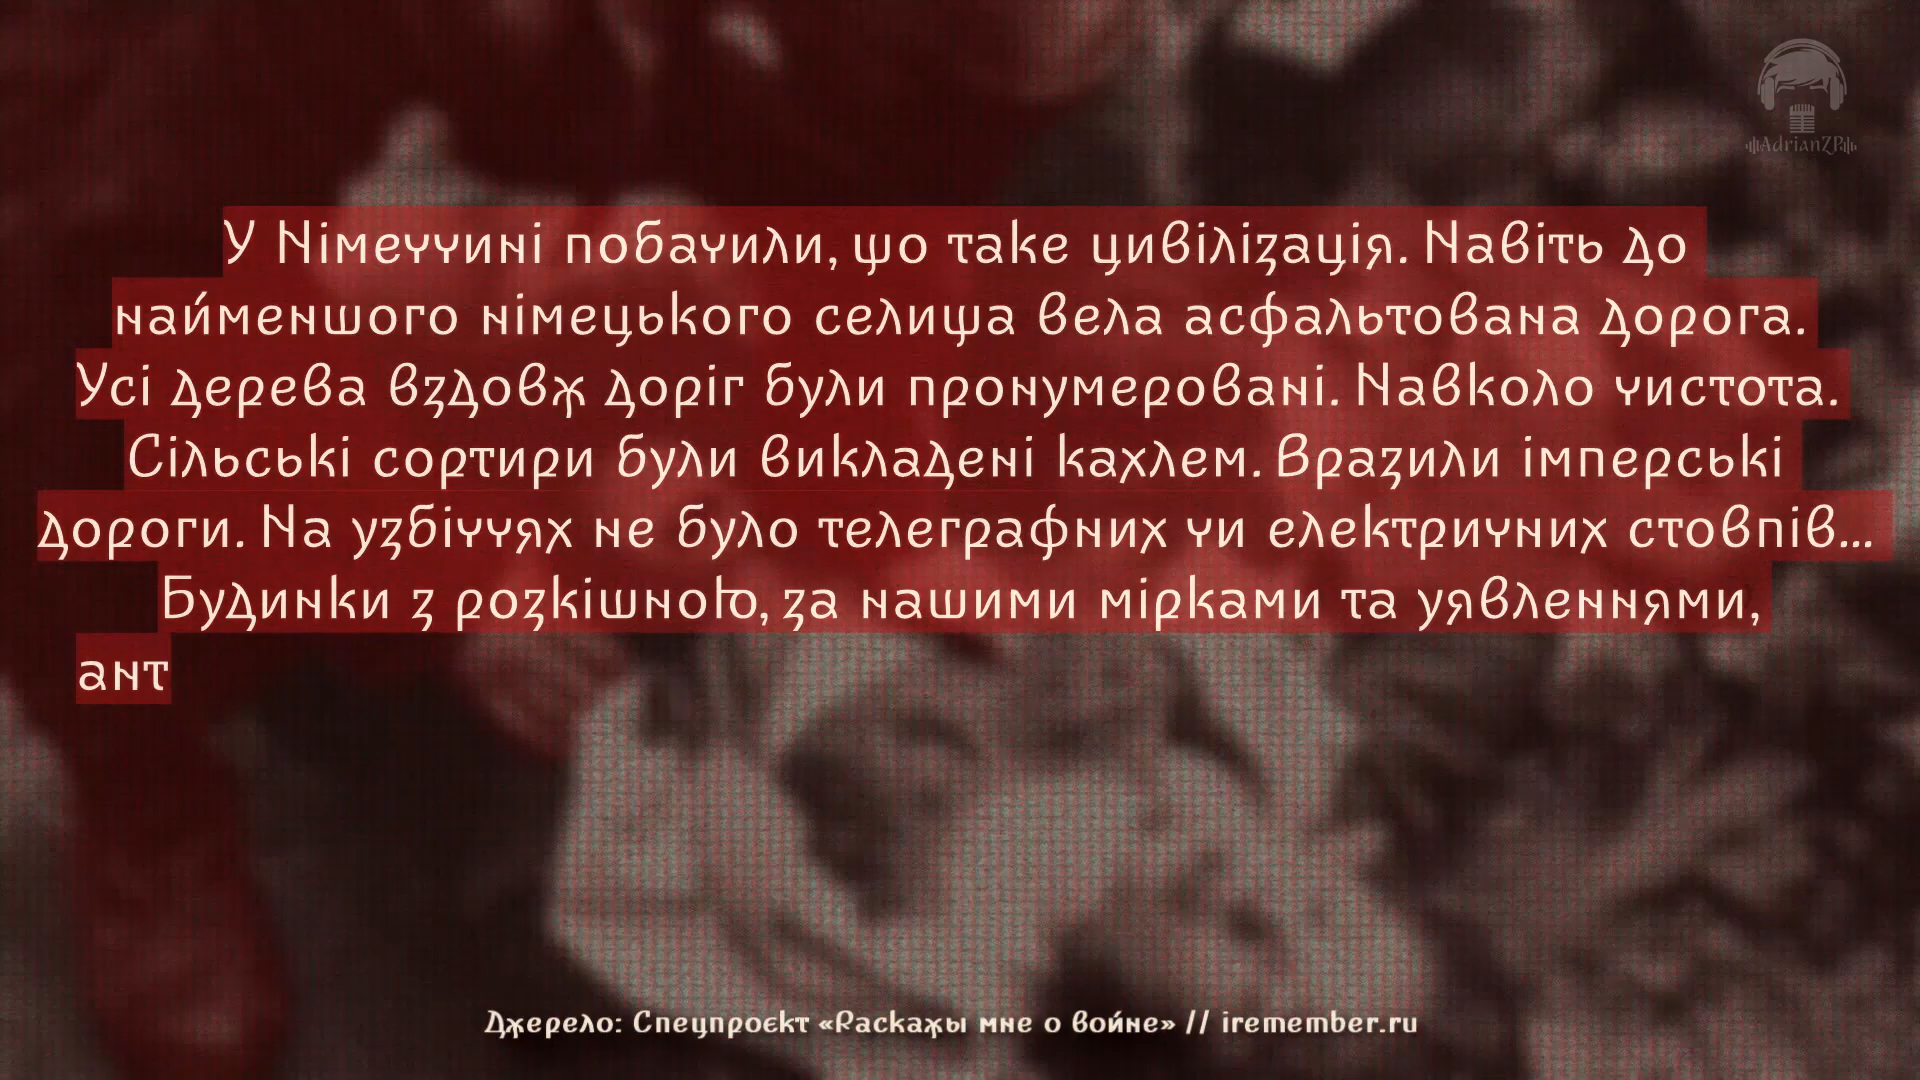 AdrianZP
У Німеччині побачили, що таке цивілізація. Навіть до
найменшого німецького селища вела асфальтована дорога.
Усі дерева вздовж доріг були пронумеровані. Навколо чистота.
Сільські сортири були викладені кахлем. Вразили імперські
дороги. На узбіччях не було телеграфних чи електричних стовпів...
Будинки з розкішною, за нашими мірками та уявленнями,
ант
Джерело: Спецпроєкт «Раскажы мне о войне» // iremember.ru